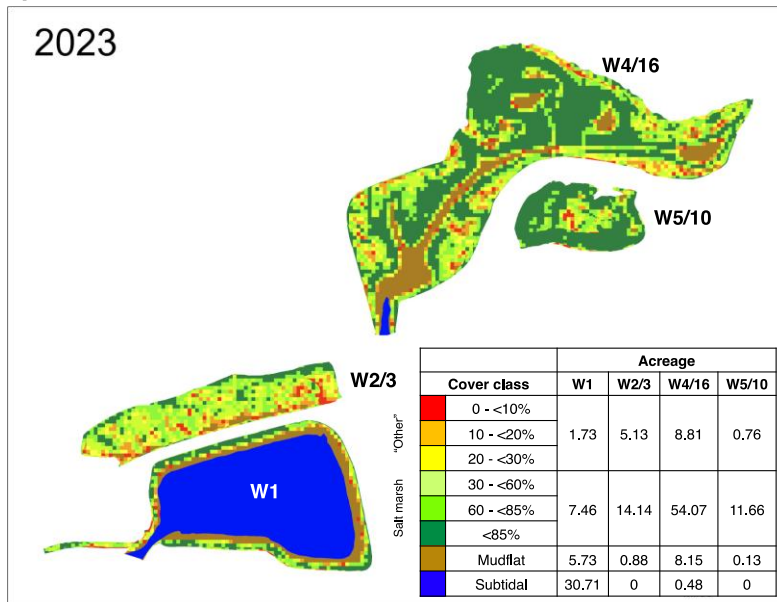 2023
W4/16
W5/10
W2/3
W1
Acreage
Cover class W1 W2/3 W4/16 W5/10
"Other"
0 - <10%
10 - <20% 1.73 5.13 8.81 0.76
20 - <30%
Salt marsh
30 - <60%
60 - <85% 7.46 14.14 54.07 11.66
<85%
Mudflat 5.73 0.88 8.15 0.13
Subtidal 30.71 0 0.48 0